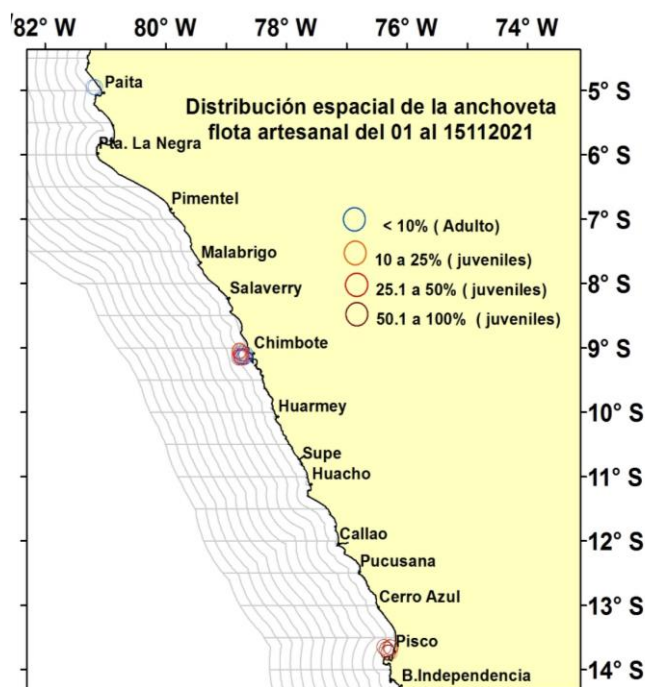 82° W 80° W 78° W 76° W 74° W
Paita
5° S
Distribución espacial de la anchoveta
flota artesanal del 01 al 15112021
Pta. La Negra
6° S
Pimentel
7° S
< 10% ( Adulto)
10 a 25% ( juveniles)
Malabrigo
8° S
Salaverry
25.1 a 50% ( juveniles)
50.1 a 100% ( juveniles)
Chimbote
9° S
Huarmey
10° S
Supe
Huacho
11° S
Callao
12° S
Pucusana
Cerro Azul
13° S
Pisco
B.Independencia
14° S